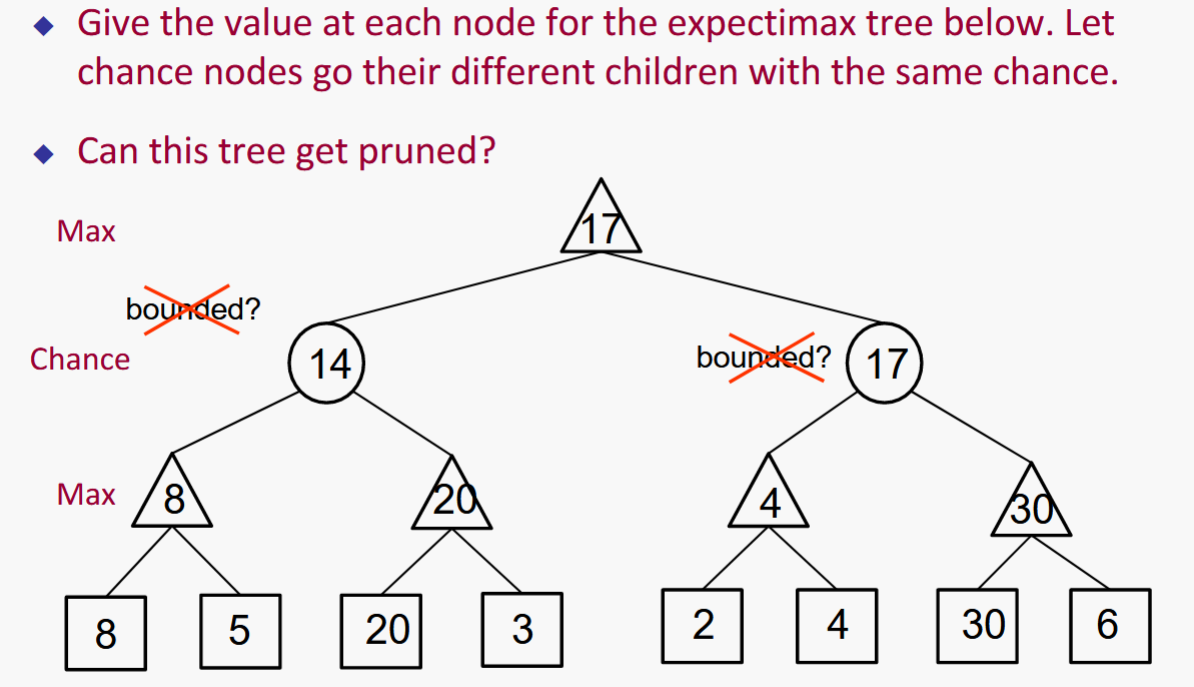 Give the value at each node for the expectimax tree below. Let
chance nodes go their different children with the same chance.
Can this tree get pruned?
Max
17
bounded?
Chance
14
bounded?
17
Max
8
20
4
30
8
5
20
3
2
4
30
6